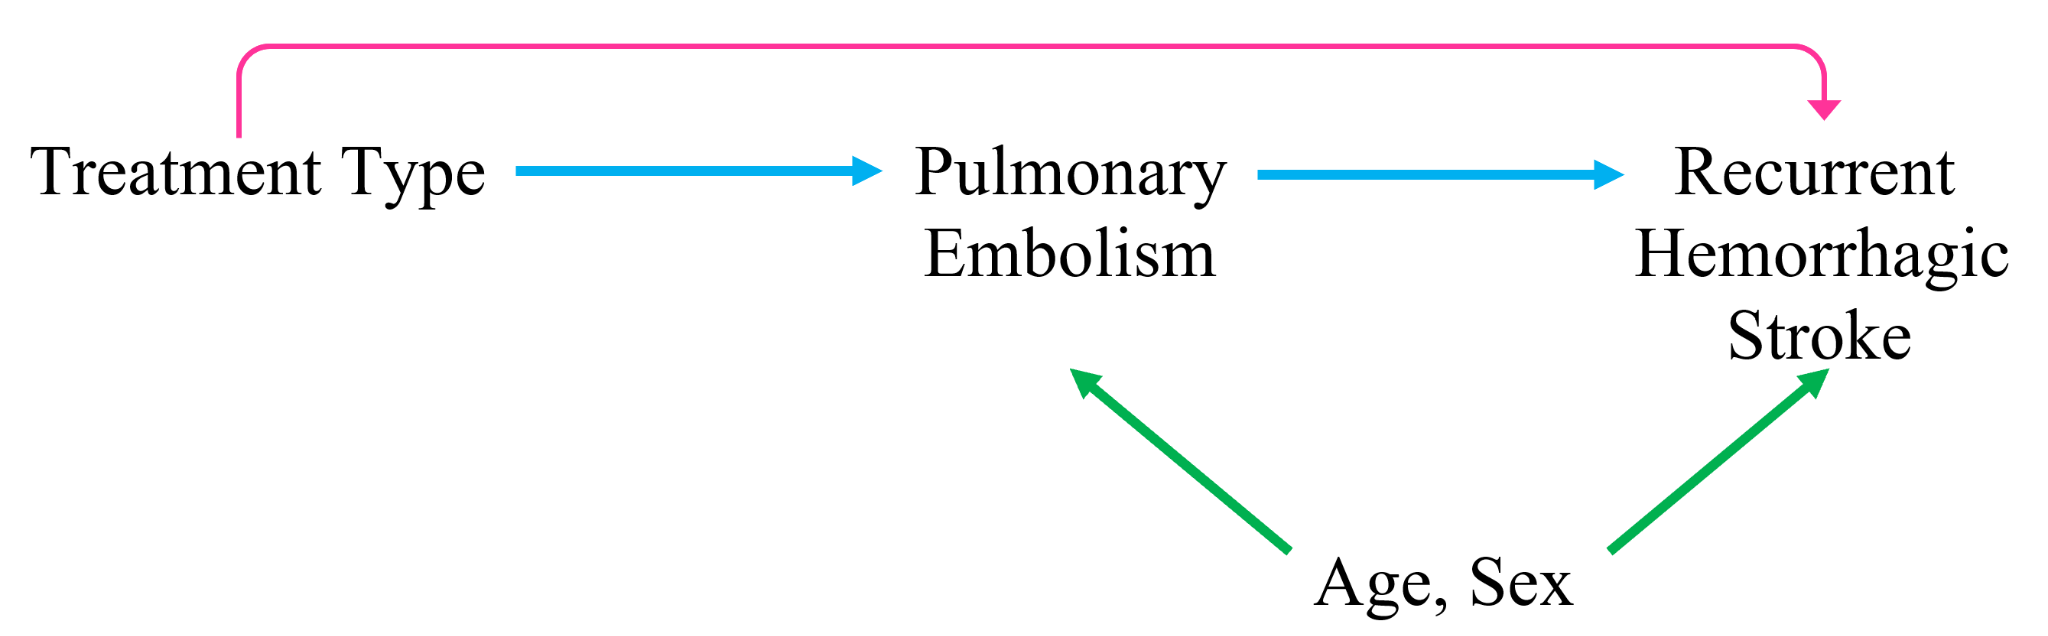 Treatment Type
Pulmonary
Embolism
Recurrent
Hemorrhagic
Stroke
Age, Sex